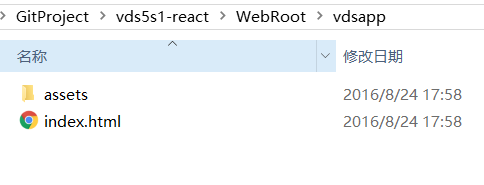 GitProject > vds5s1-react > WebRoot > vdsapp
名称 修改日期
assets 2016/8/24 17:58
index.html 2016/8/24 17:58